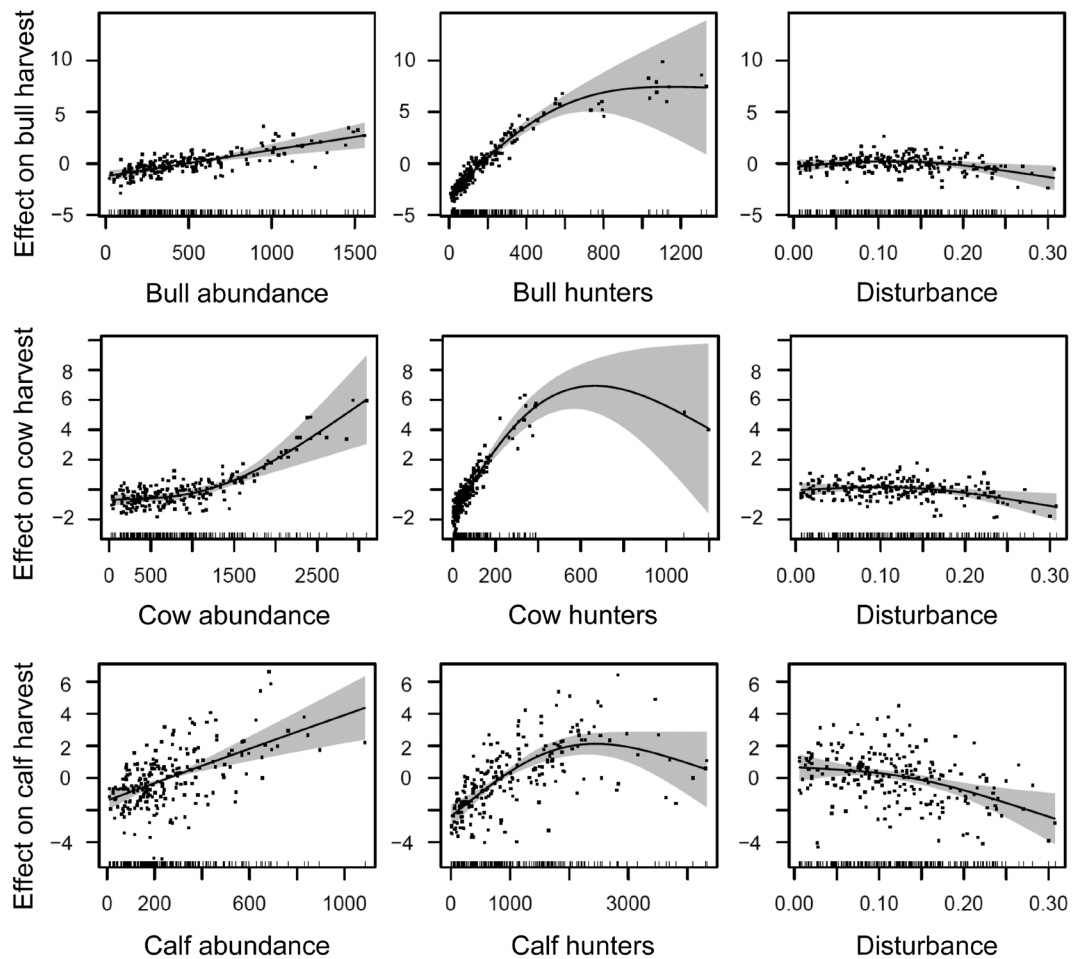 Effect on bull harvest
10
5
0
−5
0 500 1000 1500
Bull abundance
10
5
0
−5
0 200 400 800 1200
Bull hunters
10
5
0
−5
0.00 0.10 0.20 0.30
Disturbance
Effect on cow harvest
8
6
4
2
−2
0 500 1500 2500
Cow abundance
8
6
4
2
−2
0 200 600 1000
Cow hunters
8
6
4
2
−2
0.00 0.10 0.20 0.30
Disturbance
Effect on calf harvest
6
4
2
0
−4
0 200 600 1000
Calf abundance
6
4
2
0
−4
0 1000 3000
Calf hunters
6
4
2
0
−4
0.00 0.10 0.20 0.30
Disturbance